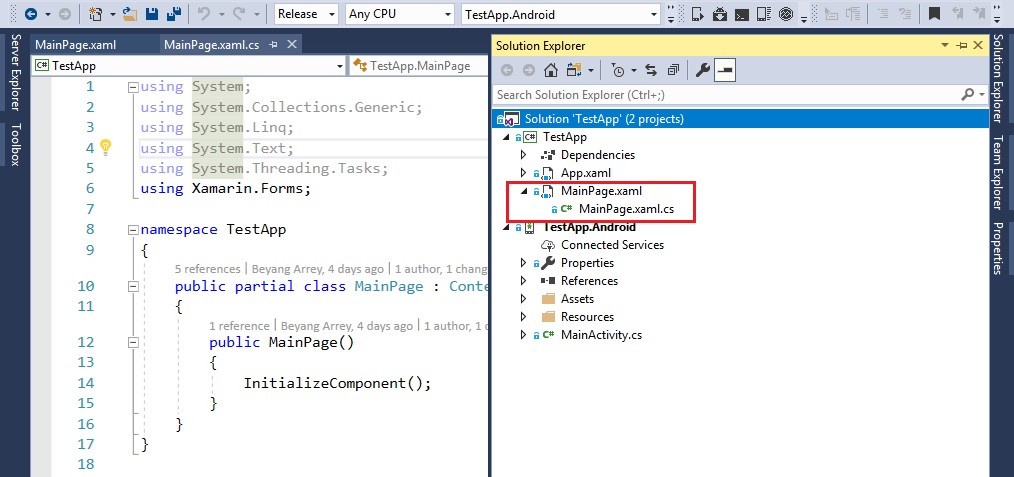 Release
Any CPU
TestApp.Android
Server Explorer
Toolbox
MainPage.xaml
MainPage.xaml.cs
TestApp
TestApp.MainPage
1 using System;
2 using System.Collections.Generic;
3 using System.Linq;
4 using System.Text;
5 using System.Threading.Tasks;
6 using Xamarin.Forms;
7
8 namespace TestApp
9 {
5 references | Beyang Arrey, 4 days ago | 1 author, 1 chang
10 public partial class MainPage : Conte
11 {
1 reference | Beyang Arrey, 4 days ago | 1 author, 1 c
12 public MainPage()
13 {
14 InitializeComponent();
15 }
16 }
17 }
18
Solution Explorer
Search Solution Explorer (Ctrl+;)
Solution 'TestApp' (2 projects)
C# TestApp
Dependencies
App.xaml
MainPage.xaml
C# MainPage.xaml.cs
TestApp.Android
Connected Services
Properties
References
Assets
Resources
C# MainActivity.cs
Solution Explorer
Team Explorer
Properties